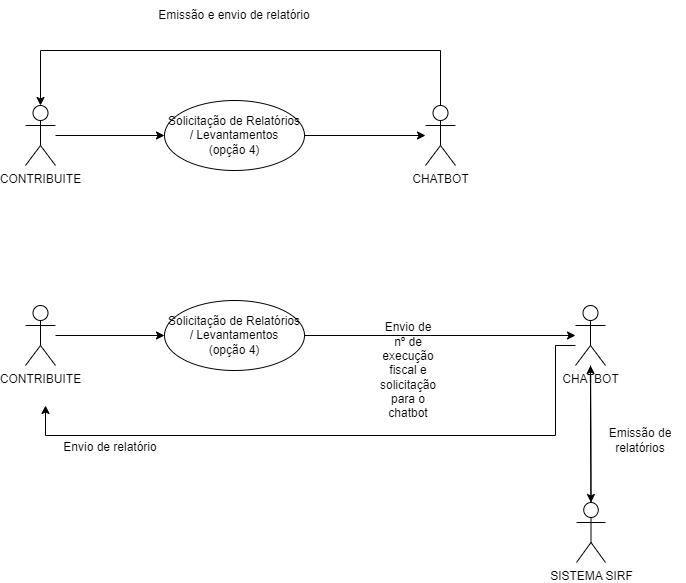 Emissão e envio de relatório
Solicitação de Relatórios
/ Levantamentos
(opção 4)
CONTRIBUITE
CHATBOT
Solicitação de Relatórios
/ Levantamentos
(opção 4)
Envio de
nº de
execução
fiscal e
solicitação
para o
chatbot
CONTRIBUITE
CHATBOT
Envio de relatório
Emissão de
relatórios
SISTEMA SIRF